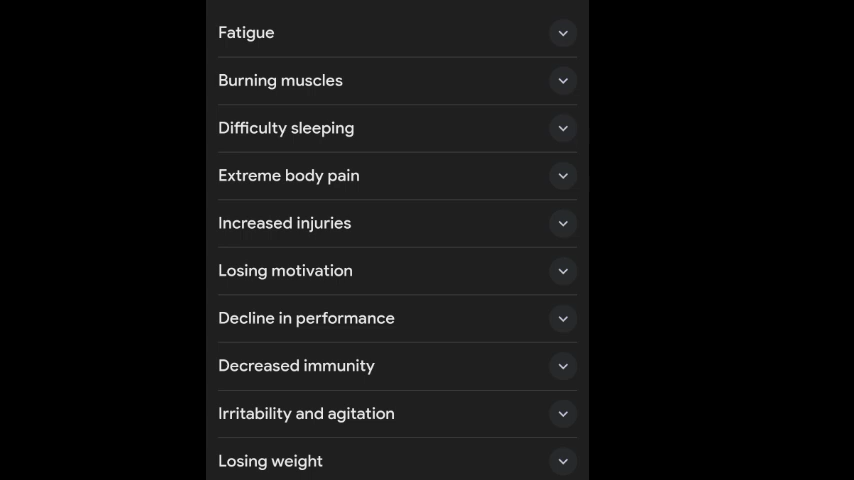 Fatigue
Burning muscles
Difficulty sleeping
Extreme body pain
Increased injuries
Losing motivation
Decline in performance
Decreased immunity
Irritability and agitation
Losing weight